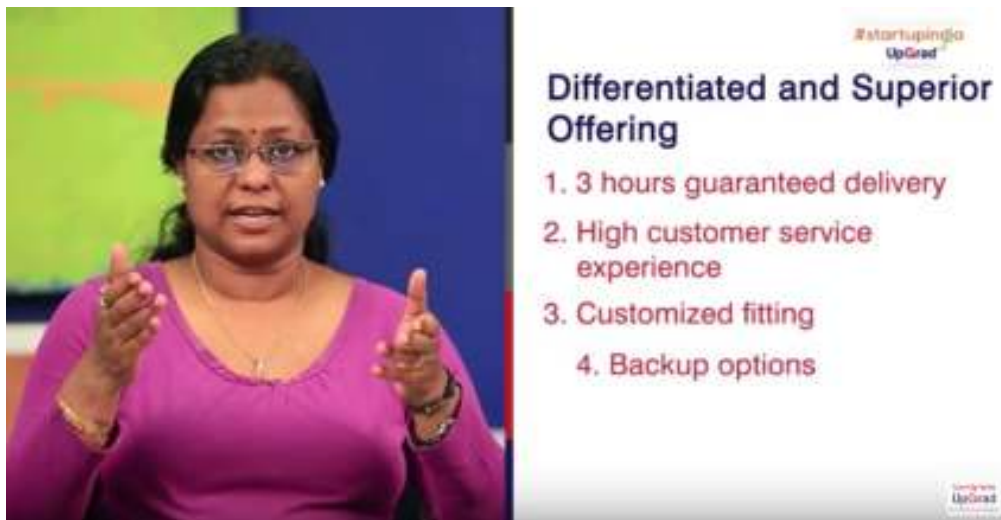 #startupindia
UpGrad
Differentiated and Superior
Offering
1. 3 hours guaranteed delivery
2. High customer service
experience
3. Customized fitting
4. Backup options
UpGrad